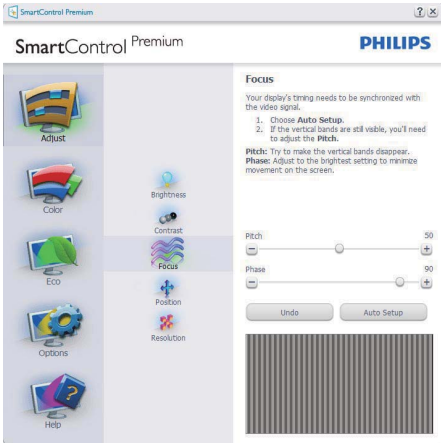 SmartControl Premium
SmartControl Premium
PHILIPS
Adjust
Color
Eco
Options
Help
Brightness
Contrast
Focus
Position
Resolution
Focus
Your display's timing needs to be synchronized with
the video signal.
1. Choose Auto Setup.
2. If the vertical bands are still visible, you'll need
to adjust the Pitch.
Pitch: Try to make the vertical bands disappear.
Phase: Adjust to the brightest setting to minimize
movement on the screen.
Pitch 50
Phase 90
Undo Auto Setup